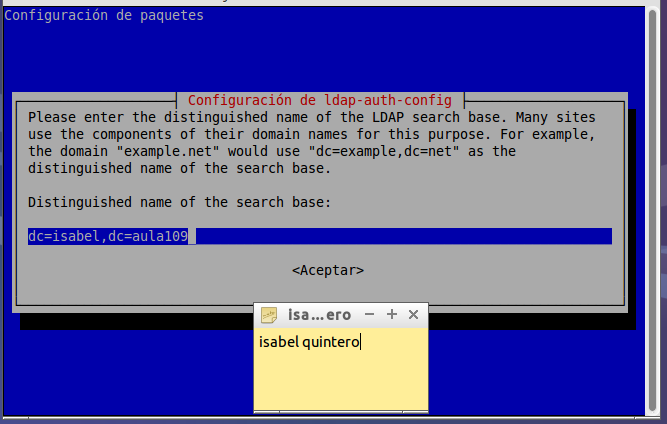 Configuración de paquetes
Configuración de ldap-auth-config
Please enter the distinguished name of the LDAP search base. Many sites
use the components of their domain names for this purpose. For example,
the domain "example.net" would use "dc=example,dc=net" as the
distinguished name of the search base.
Distinguished name of the search base:
dc=isabel,dc=aula109
<Aceptar>
isa...ero
isabel quintero